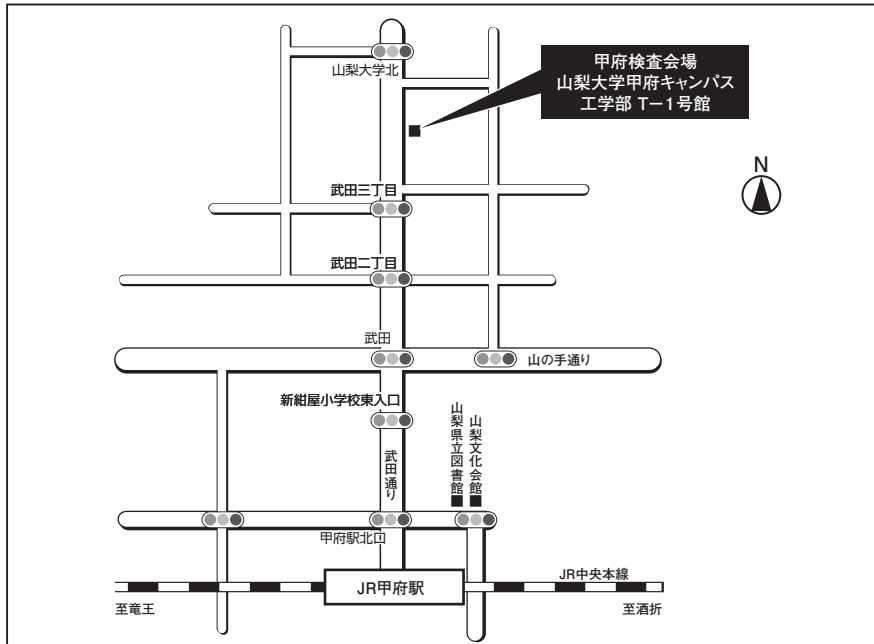 山梨大学北
甲府検査会場
山梨大学甲府キャンパス
工学部 T−1号館
N
武田三丁目
武田二丁目
武田
山の手通り
新紺屋小学校東入口
武田通り
山梨県立図書館
山梨文化会館
甲府駅北口
JR甲府駅
JR中央本線
至竜王
至酒折